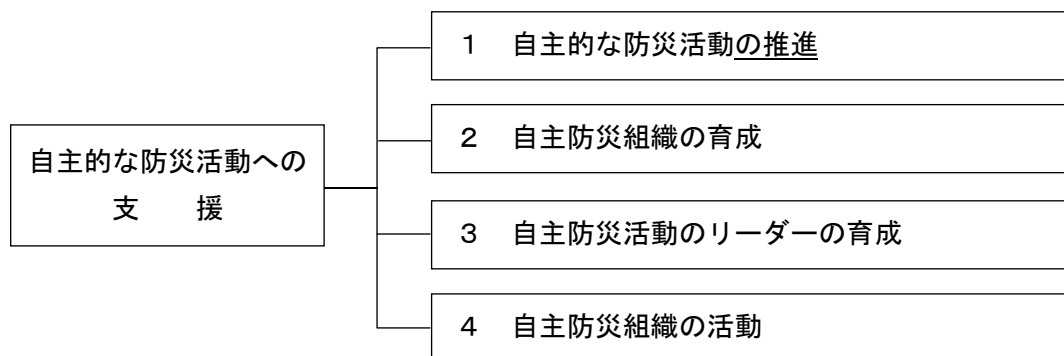 自主的な防災活動への
支　　援
１　自主的な防災活動の推進
２　自主防災組織の育成
３　自主防災活動のリーダーの育成
４　自主防災組織の活動